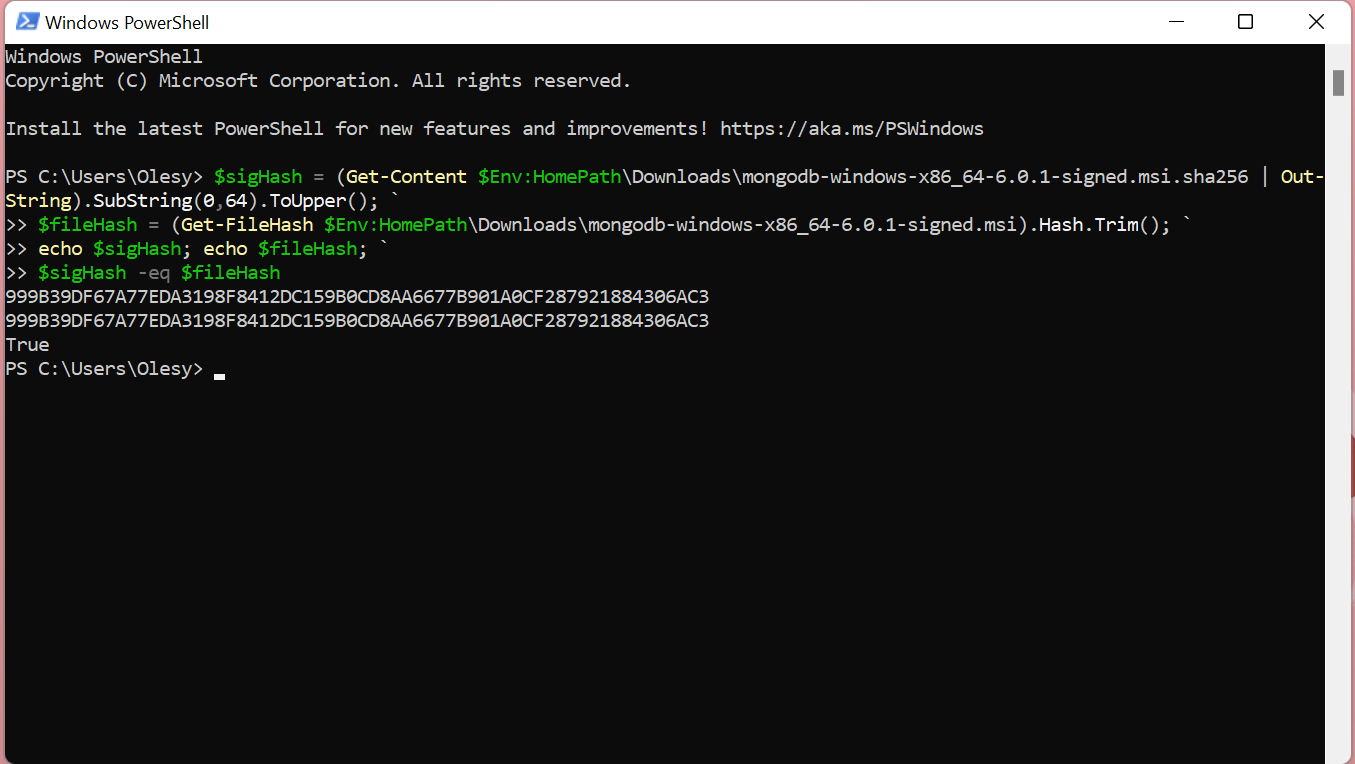 Windows PowerShell
Windows PowerShell
Copyright (C) Microsoft Corporation. All rights reserved.
Install the latest PowerShell for new features and improvements! https://aka.ms/PSWindows
PS C:\Users\Olesy> $sigHash = (Get-Content $Env:HomePath\Downloads\mongodb-windows-x86_64-6.0.1-signed.msi.sha256 | Out-
String).SubString(0,64).ToUpper(); `
>> $fileHash = (Get-FileHash $Env:HomePath\Downloads\mongodb-windows-x86_64-6.0.1-signed.msi).Hash.Trim(); `
>> echo $sigHash; echo $fileHash; `
>> $sigHash -eq $fileHash
999B39DF67A77EDA3198F8412DC159B0CD8AA6677B901A0CF287921884306AC3
999B39DF67A77EDA3198F8412DC159B0CD8AA6677B901A0CF287921884306AC3
True
PS C:\Users\Olesy>